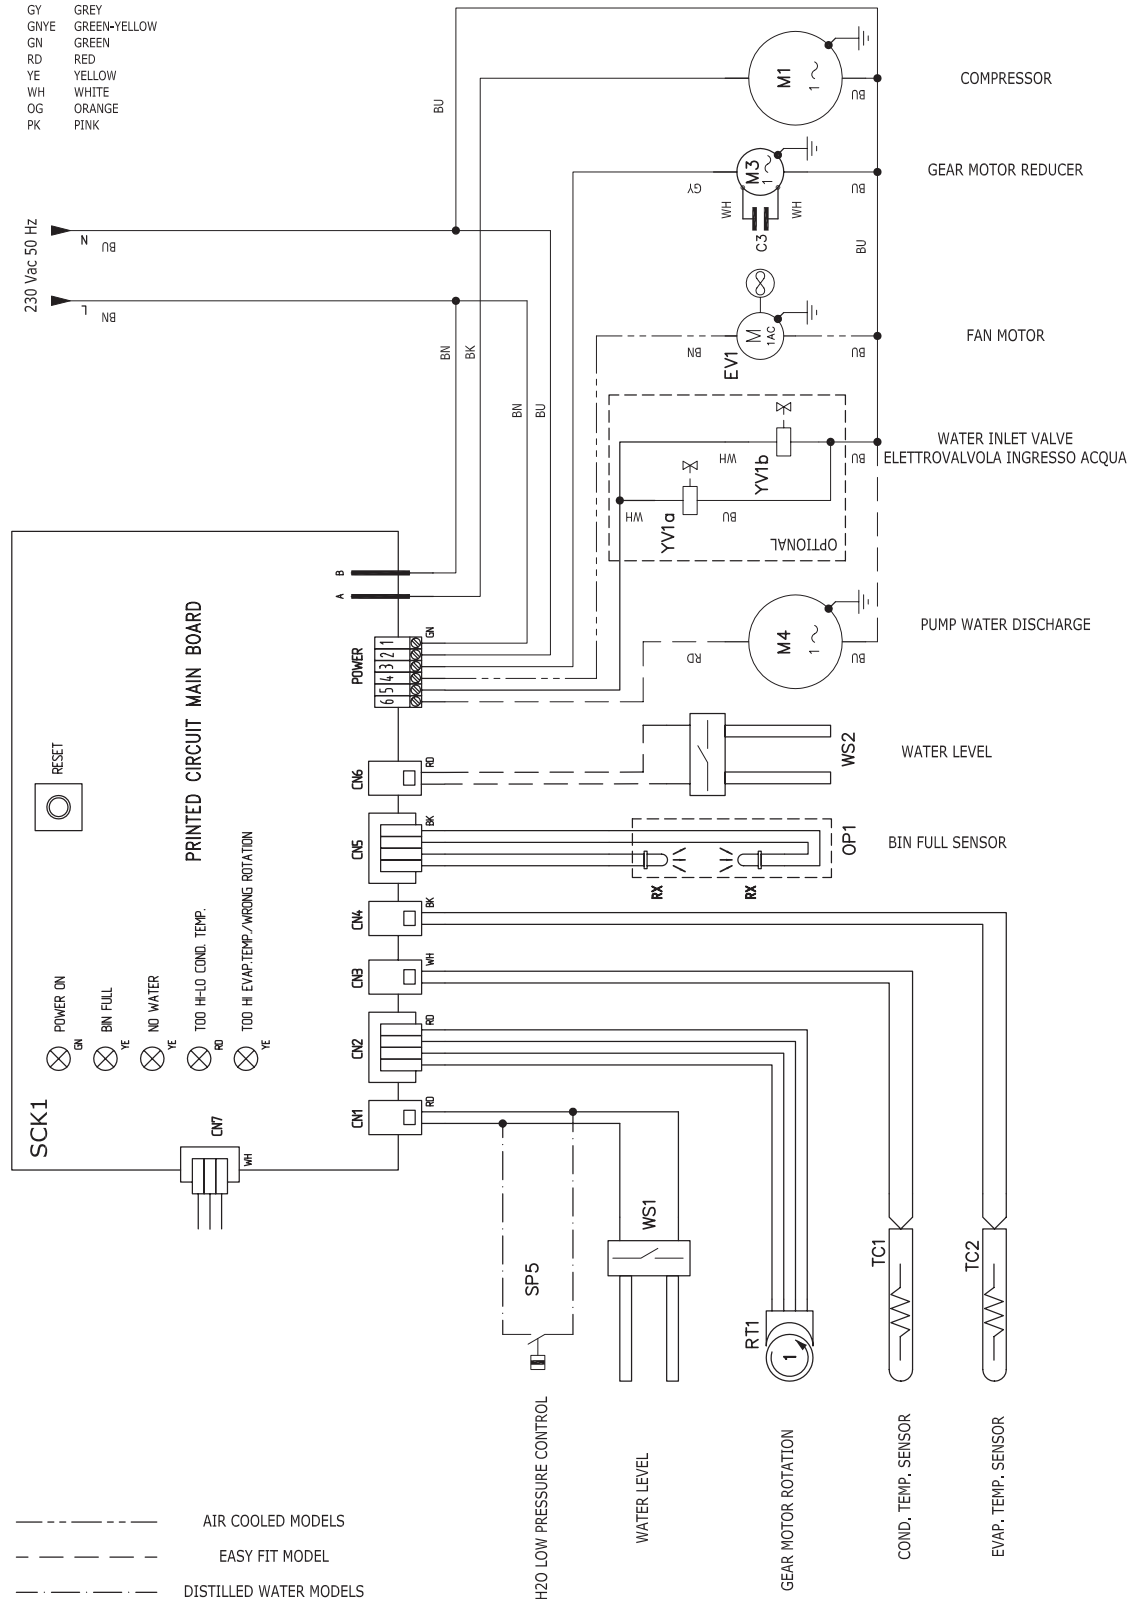 GY GREY
GNYE GREEN-YELLOW
GN GREEN
RD RED
YE YELLOW
WH WHITE
OG ORANGE
PK PINK
230 Vac 50 Hz
N
BU
L
BN
BU
BN
BK
BN
BU
M1
1
BU
COMPRESSOR
M3
1
GY
BU
WH
WH
C3
BU
GEAR MOTOR REDUCER
M
1AC
EV1
BN
BU
FAN MOTOR
WH
YV1b
BU
WH
YV1a
BU
OPTIONAL
WATER INLET VALVE
ELETTROVALVOLA INGRESSO ACQUA
M4
1
RD
BU
PUMP WATER DISCHARGE
B
A
POWER
1
2
3
4
5
6
GN
PRINTED CIRCUIT MAIN BOARD
RESET
CN6
RD
WS2
WATER LEVEL
CN5
BK
RX
RX
OP1
BIN FULL SENSOR
CN4
BK
CN3
WH
CN2
RD
CN1
RD
POWER ON
GN
BIN FULL
YE
NO WATER
YE
TOO HI-LO COND. TEMP.
RD
TOO HI EVAP.TEMP./WRONG ROTATION
YE
SCK1
CN7
WH
SP5
WS1
RT1
1
TC1
TC2
H2O LOW PRESSURE CONTROL
WATER LEVEL
GEAR MOTOR ROTATION
COND. TEMP. SENSOR
EVAP. TEMP. SENSOR
AIR COOLED MODELS
EASY FIT MODEL
DISTILLED WATER MODELS